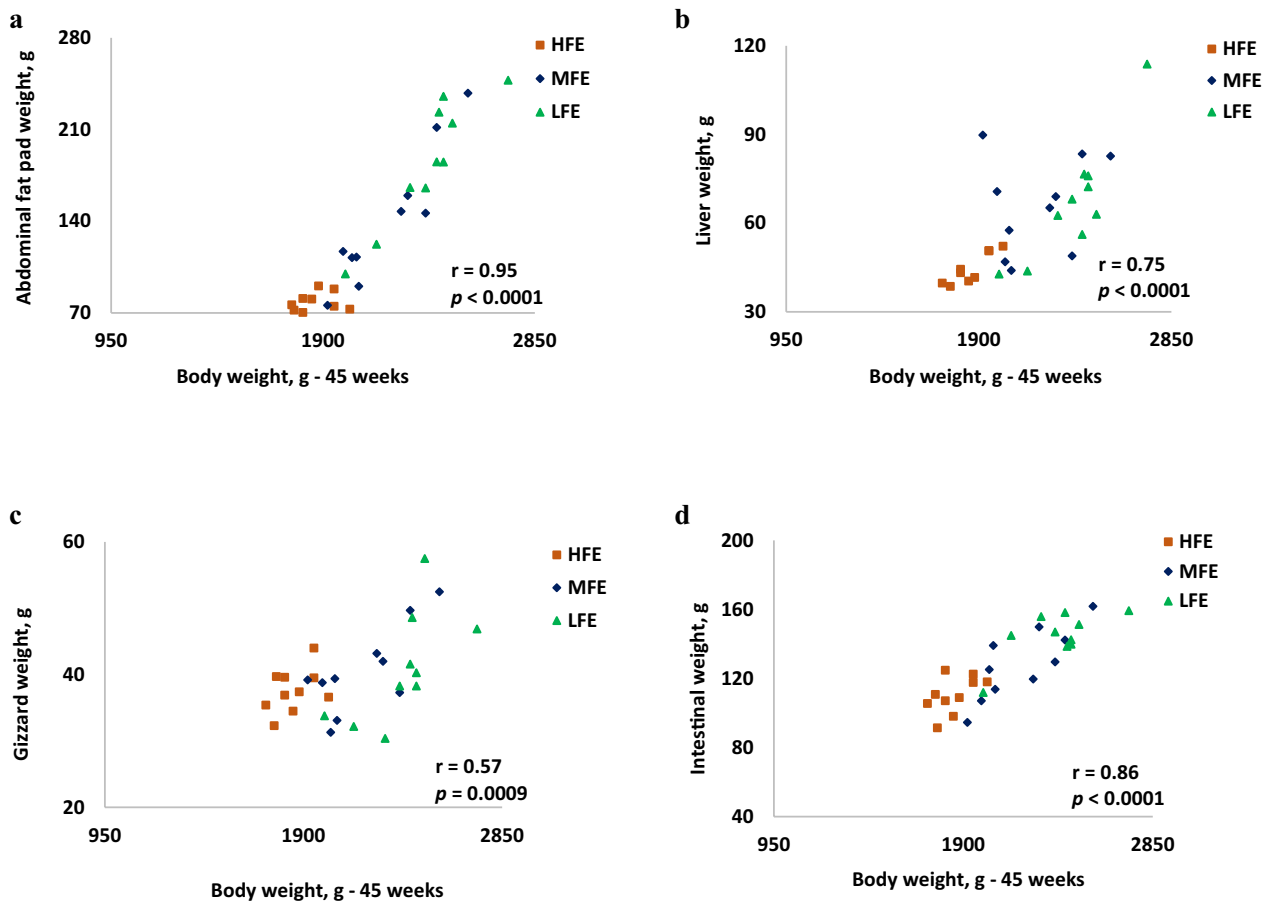 a
Abdominal fat pad weight, g
280
210
140
70
950
1900
2850
Body weight, g - 45 weeks
HFE
MFE
LFE
r = 0.95
p < 0.0001
b
Liver weight, g
120
90
60
30
950
1900
2850
Body weight, g - 45 weeks
HFE
MFE
LFE
r = 0.75
p < 0.0001
c
Gizzard weight, g
60
40
20
950
1900
2850
Body weight, g - 45 weeks
HFE
MFE
LFE
r = 0.57
p = 0.0009
d
Intestinal weight, g
200
160
120
80
40
950
1900
2850
Body weight, g - 45 weeks
HFE
MFE
LFE
r = 0.86
p < 0.0001